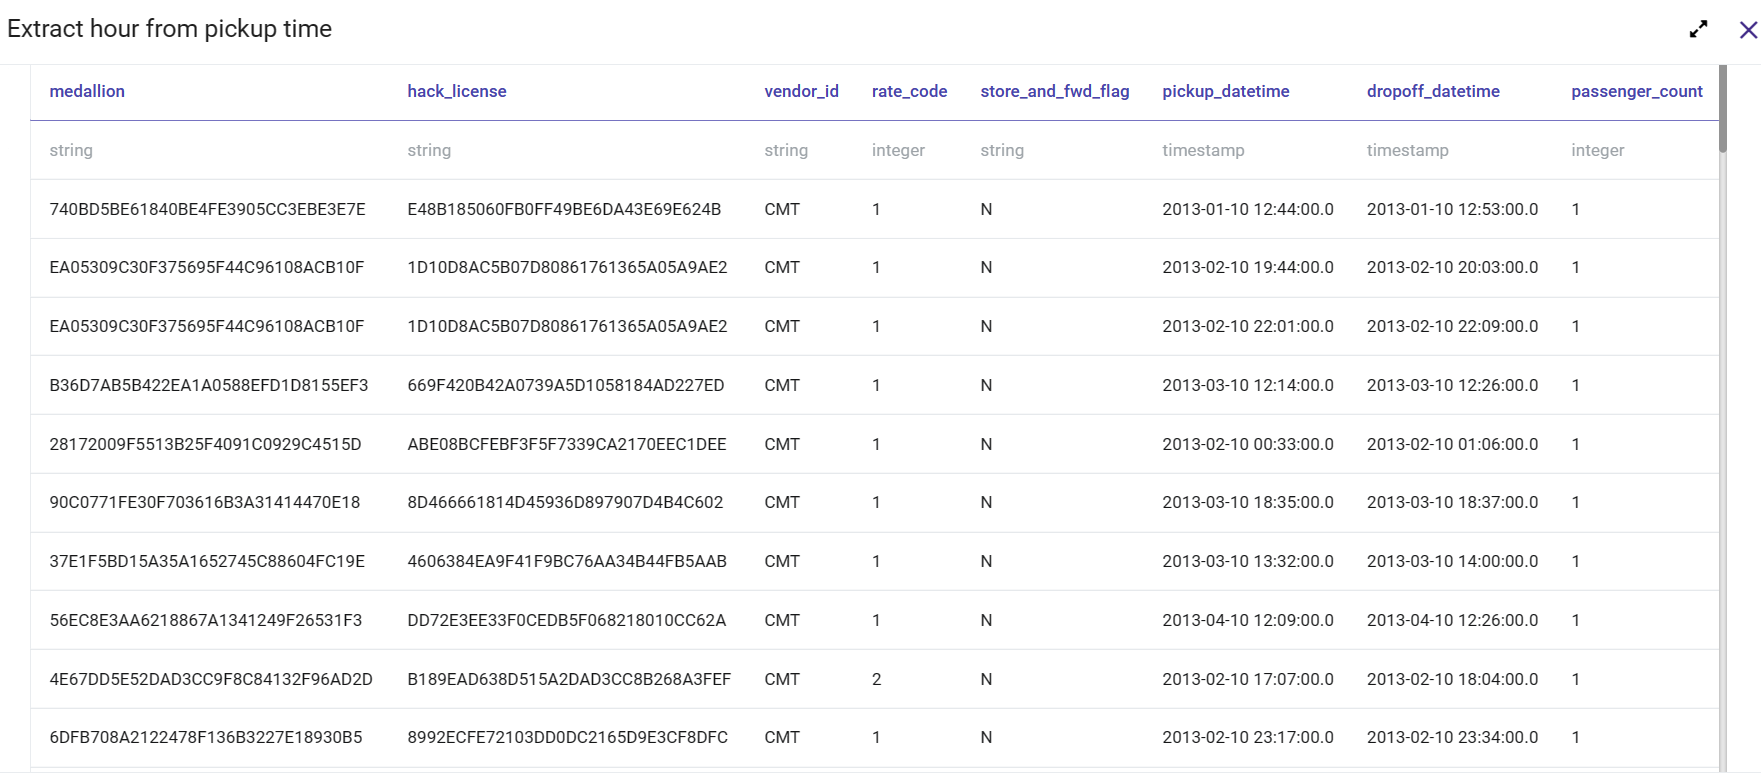 Extract hour from pickup time
medallion hack_license vendor_id rate_code store_and_fwd_flag pickup_datetime dropoff_datetime passenger_count
string string string integer string timestamp timestamp integer
740BD5BE61840BE4FE3905CC3EBE3E7E E48B185060FB0FF49BE6DA43E69E624B CMT 1 N 2013-01-10 12:44:00.0 2013-01-10 12:53:00.0 1
EA05309C30F375695F44C96108ACB10F 1D10D8AC5B07D80861761365A05A9AE2 CMT 1 N 2013-02-10 19:44:00.0 2013-02-10 20:03:00.0 1
EA05309C30F375695F44C96108ACB10F 1D10D8AC5B07D80861761365A05A9AE2 CMT 1 N 2013-02-10 22:01:00.0 2013-02-10 22:09:00.0 1
B36D7AB5B422EA1A0588EFD1D8155EF3 669F420B42A0739A5D1058184AD227ED CMT 1 N 2013-03-10 12:14:00.0 2013-03-10 12:26:00.0 1
28172009F5513B25F4091C0929C4515D ABE08BCFEBF3F5F7339CA2170EEC1DEE CMT 1 N 2013-02-10 00:33:00.0 2013-02-10 01:06:00.0 1
90C0771FE30F703616B3A31414470E18 8D466661814D45936D897907D4B4C602 CMT 1 N 2013-03-10 18:35:00.0 2013-03-10 18:37:00.0 1
37E1F5BD15A35A1652745C88604FC19E 4606384EA9F41F9BC76AA34B44FB5AAB CMT 1 N 2013-03-10 13:32:00.0 2013-03-10 14:00:00.0 1
56EC8E3AA6218867A1341249F26531F3 DD72E3EE33F0CEDB5F068218010CC62A CMT 1 N 2013-04-10 12:09:00.0 2013-04-10 12:26:00.0 1
4E67DD5E52DAD3CC9F8C84132F96AD2D B189EAD638D515A2DAD3CC8B268A3FEF CMT 2 N 2013-02-10 17:07:00.0 2013-02-10 18:04:00.0 1
6DFB708A2122478F136B3227E18930B5 8992ECFE72103DD0DC2165D9E3CF8DFC CMT 1 N 2013-02-10 23:17:00.0 2013-02-10 23:34:00.0 1